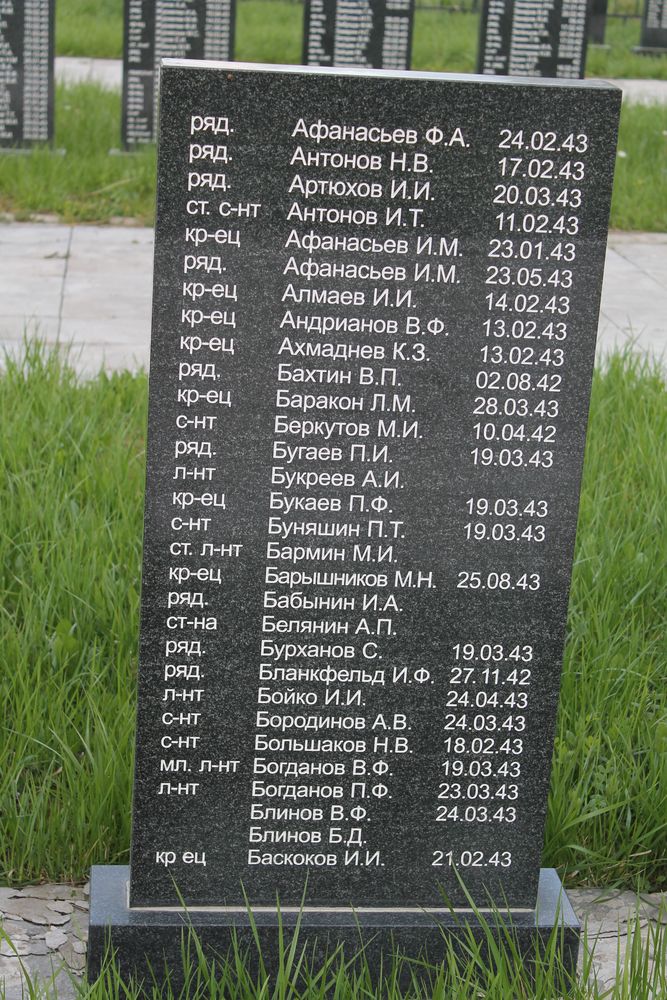 ряд. Афанасьев Ф.А. 24.02.43
ряд. Антонов Н.В. 17.02.43
ряд. Артюхов И.И. 20.03.43
ст. с-нт Антонов И.Т. 11.02.43
кр-ец Афанасьев И.М. 23.01.43
ряд. Афанасьев И.М. 23.05.43
кр-ец Алмаев И.И. 14.02.43
кр-ец Андрианов В.Ф. 13.02.43
кр-ец Ахмаднев К.З. 13.02.43
ряд. Бахтин В.П. 02.08.42
кр-ец Баракон Л.М. 28.03.43
с-нт Беркутов М.И. 10.04.42
ряд. Бугаев П.И. 19.03.43
л-нт Букреев А.И.
кр-ец Букаев П.Ф. 19.03.43
с-нт Буняшин П.Т. 19.03.43
ст. л-нт Бармин М.И.
кр-ец Барышников М.Н. 25.08.43
ряд. Бабынин И.А.
ст-на Белянин А.П.
ряд. Бурханов С. 19.03.43
ряд. Бланкфельд И.Ф. 27.11.42
л-нт Бойко И.И. 24.04.43
с-нт Бородинов А.В. 24.03.43
с-нт Большаков Н.В. 18.02.43
мл. л-нт Богданов В.Ф. 19.03.43
л-нт Богданов П.Ф. 23.03.43
Блинов В.Ф. 24.03.43
Блинов Б.Д.
кр ец Баскоков И.И. 21.02.43